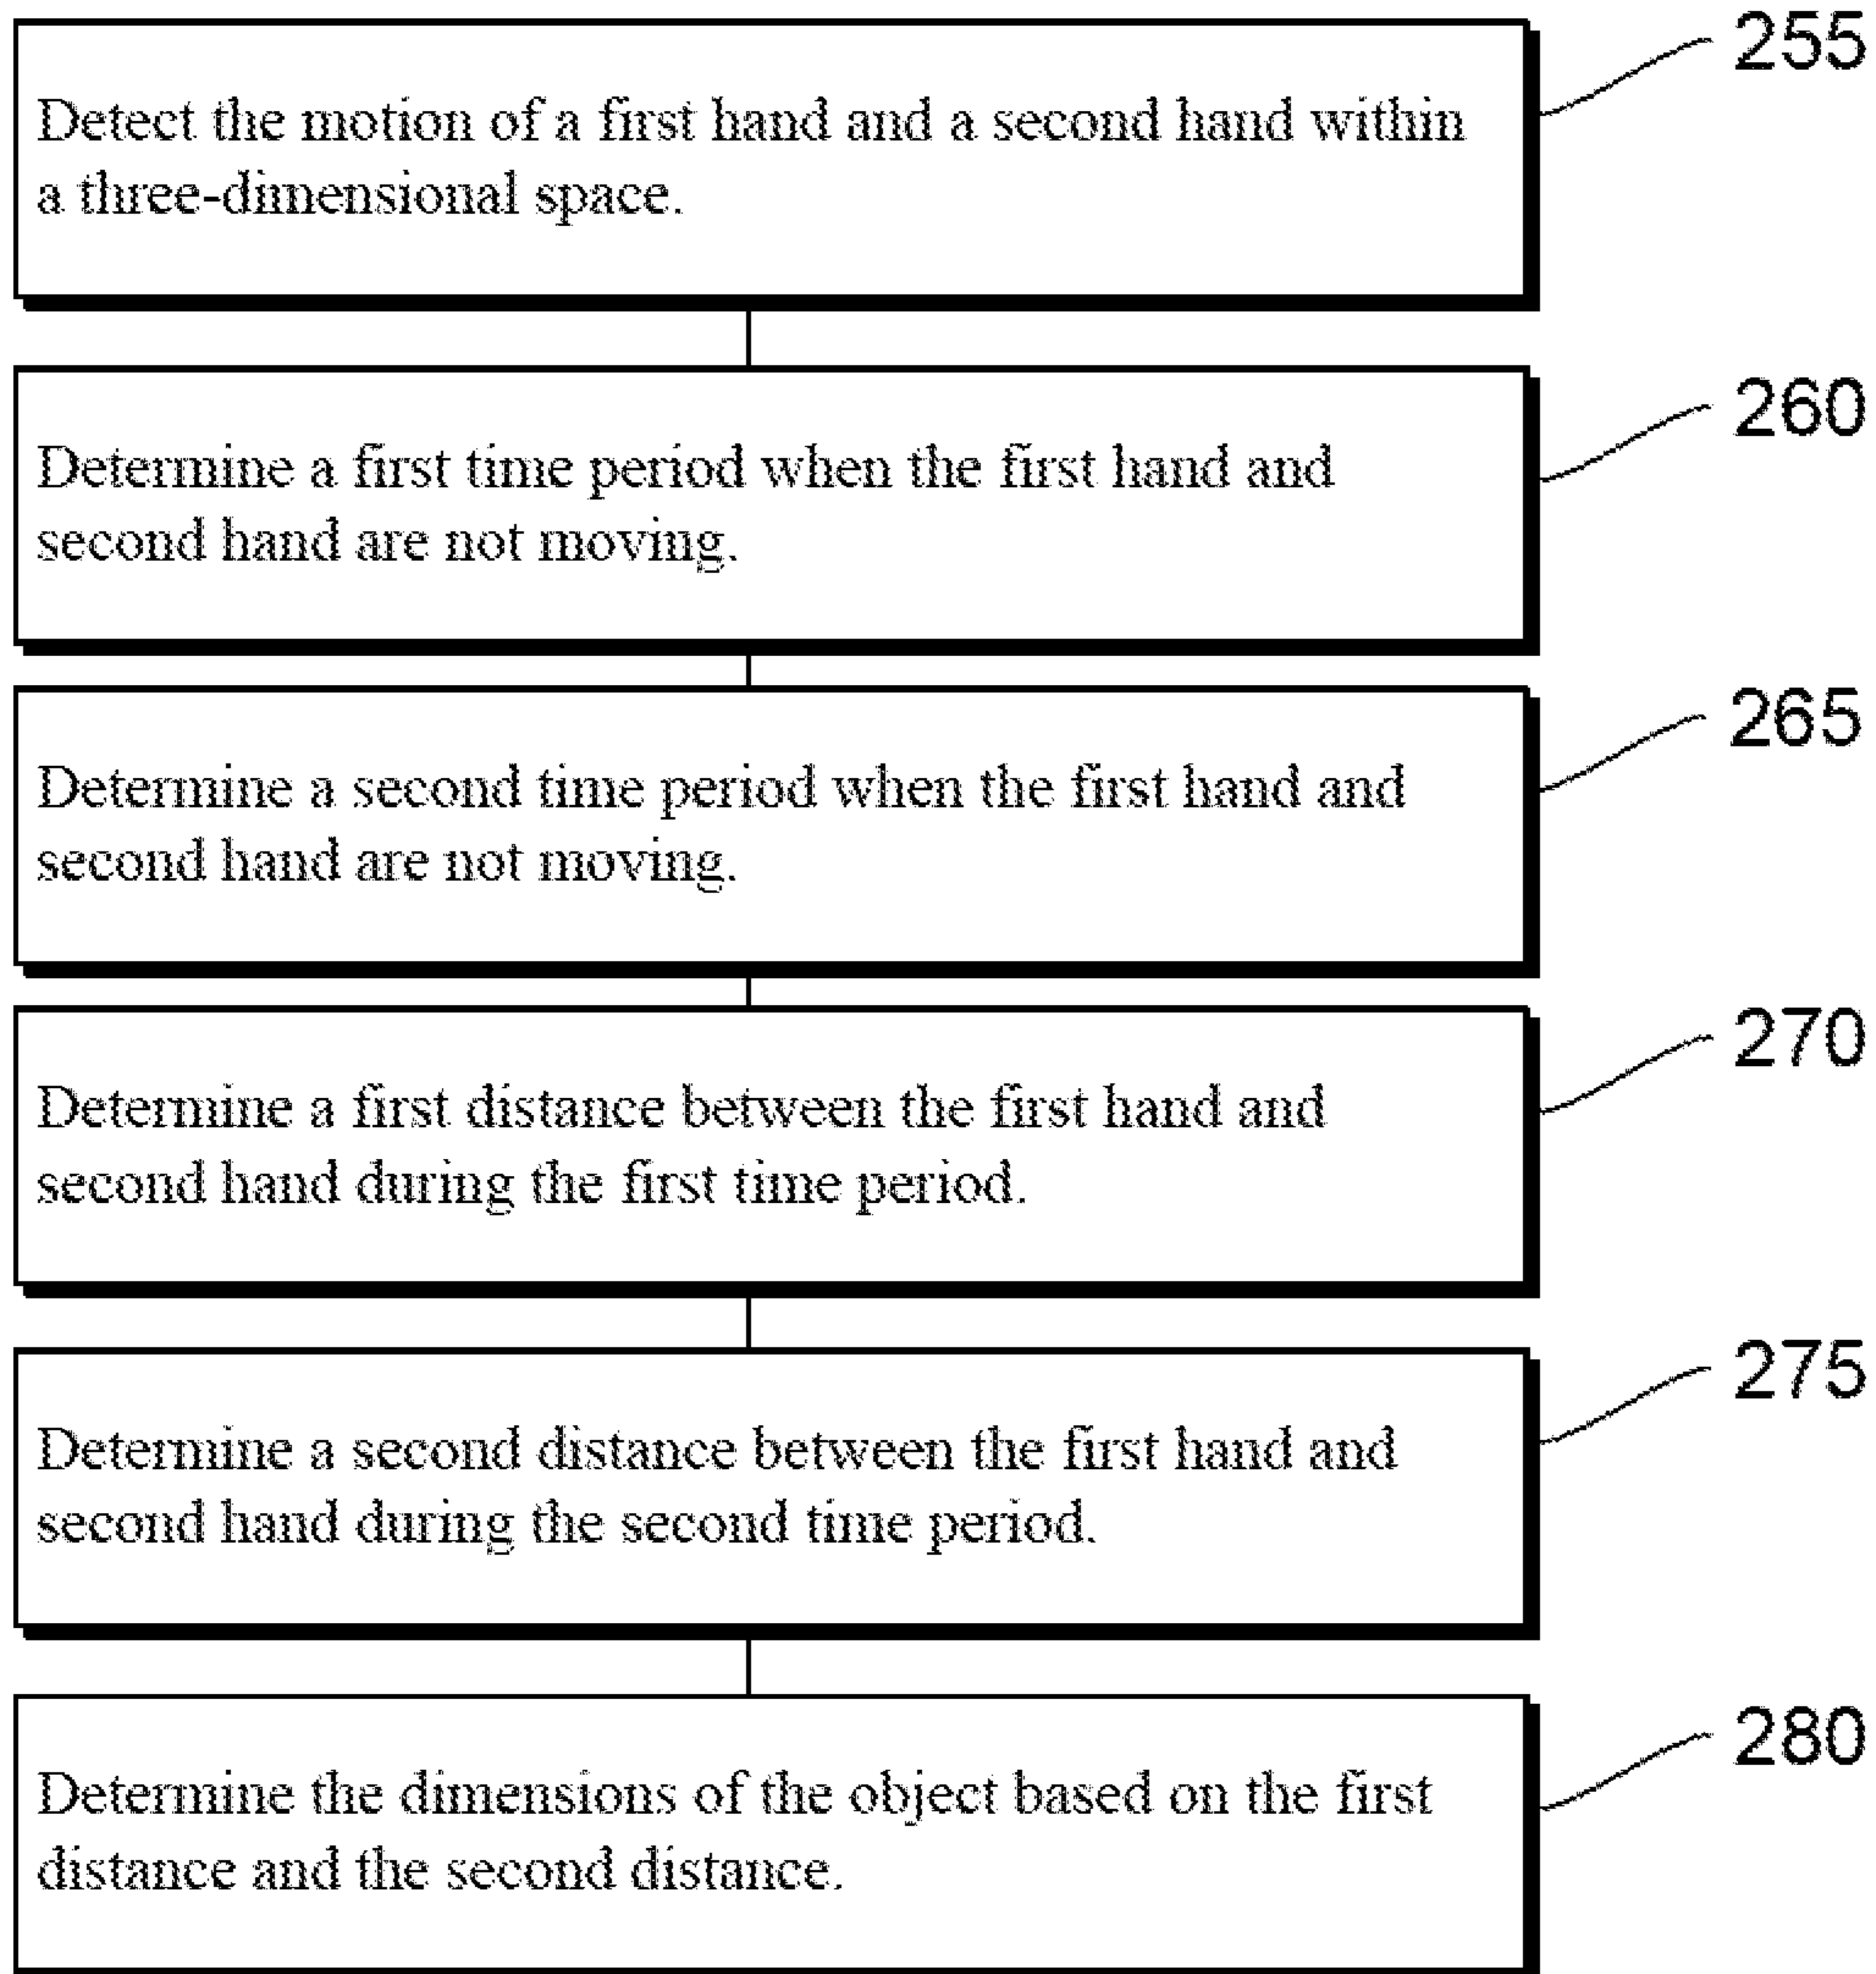 255
Detect the motion of a first hand and a second hand within
a three-dimensional space.
260
Determine a first time period when the first hand and
second hand are not moving.
265
Determine a second time period when the first hand and
second hand are not moving.
270
Determine a first distance between the first hand and
second hand during the first time period.
275
Determine a second distance between the first hand and
second hand during the second time period.
280
Determine the dimensions of the object based on the first
distance and the second distance.